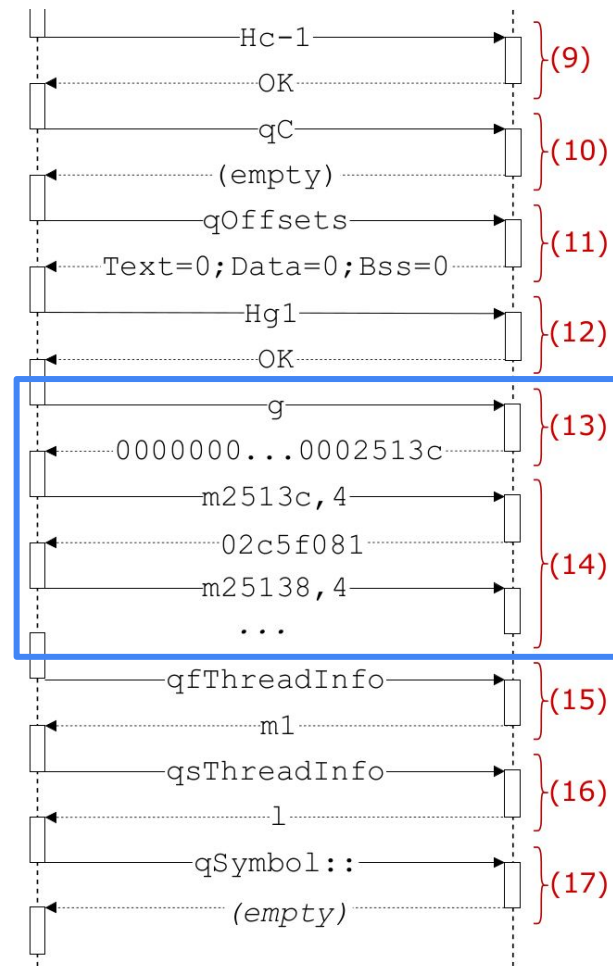 Hc-1
(9)
OK
qC
(10)
(empty)
qOffsets
(11)
Text=0;Data=0;Bss=0
Hg1
(12)
OK
g
(13)
0000000...0002513c
m2513c,4
02c5f081
(14)
m25138,4
...
qfThreadInfo
(15)
m1
qsThreadInfo
(16)
l
qSymbol::
(17)
(empty)